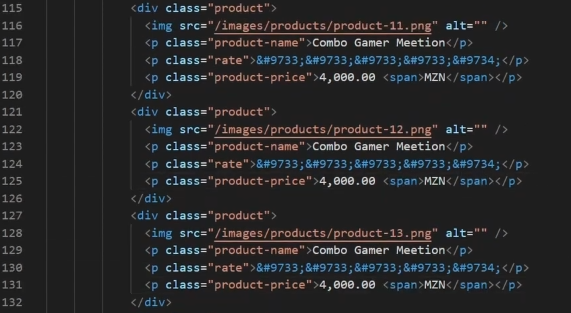 115 <div class="product">
116 <img src="/images/products/product-11.png" alt="" />
117 <p class="product-name">Combo Gamer Meetion</p>
118 <p class="rate">&#9733;&#9733;&#9733;&#9733;&#9734;</p>
119 <p class="product-price">4,000.00 <span>MZN</span></p>
120 </div>
121 <div class="product">
122 <img src="/images/products/product-12.png" alt="" />
123 <p class="product-name">Combo Gamer Meetion</p>
124 <p class="rate">&#9733;&#9733;&#9733;&#9733;&#9734;</p>
125 <p class="product-price">4,000.00 <span>MZN</span></p>
126 </div>
127 <div class="product">
128 <img src="/images/products/product-13.png" alt="" />
129 <p class="product-name">Combo Gamer Meetion</p>
130 <p class="rate">&#9733;&#9733;&#9733;&#9733;&#9734;</p>
131 <p class="product-price">4,000.00 <span>MZN</span></p>
132 </div>